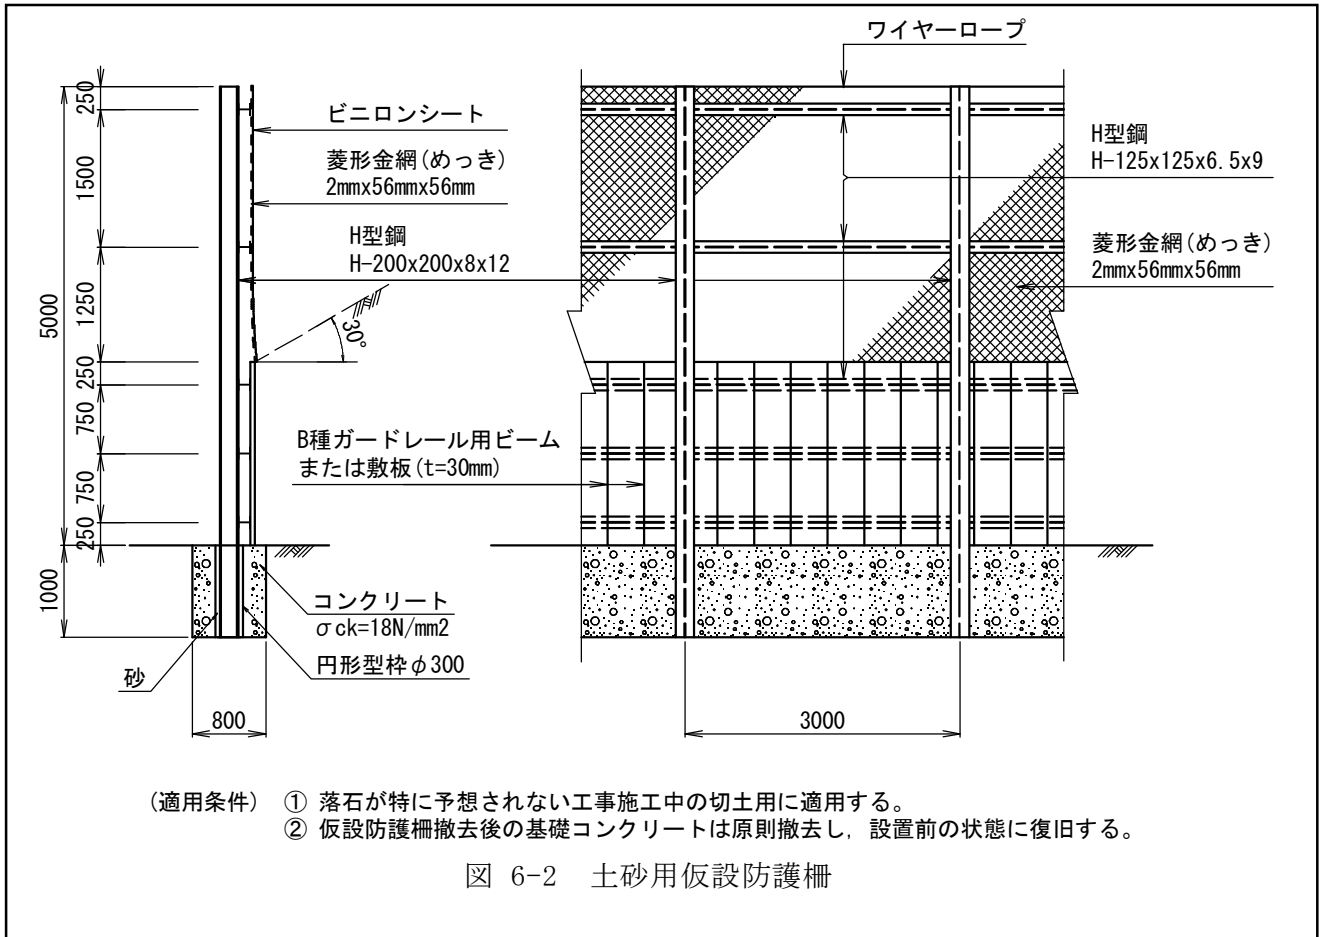 ワイヤーロープ
ビニロンシート
菱形金網(めっき)
2mmx56mmx56mm
H型鋼
H-200x200x8x12
H型鋼
H-125x125x6.5x9
菱形金網(めっき)
2mmx56mmx56mm
30°
B種ガードレール用ビーム
または敷板(t=30mm)
コンクリート
σck=18N/mm2
円形型枠φ300
砂
250
1500
1250
250
750
750
250
5000
1000
800
3000
(適用条件) ① 落石が特に予想されない工事施工中の切土用に適用する。
② 仮設防護柵撤去後の基礎コンクリートは原則撤去し，設置前の状態に復旧する。
図 6-2 土砂用仮設防護柵